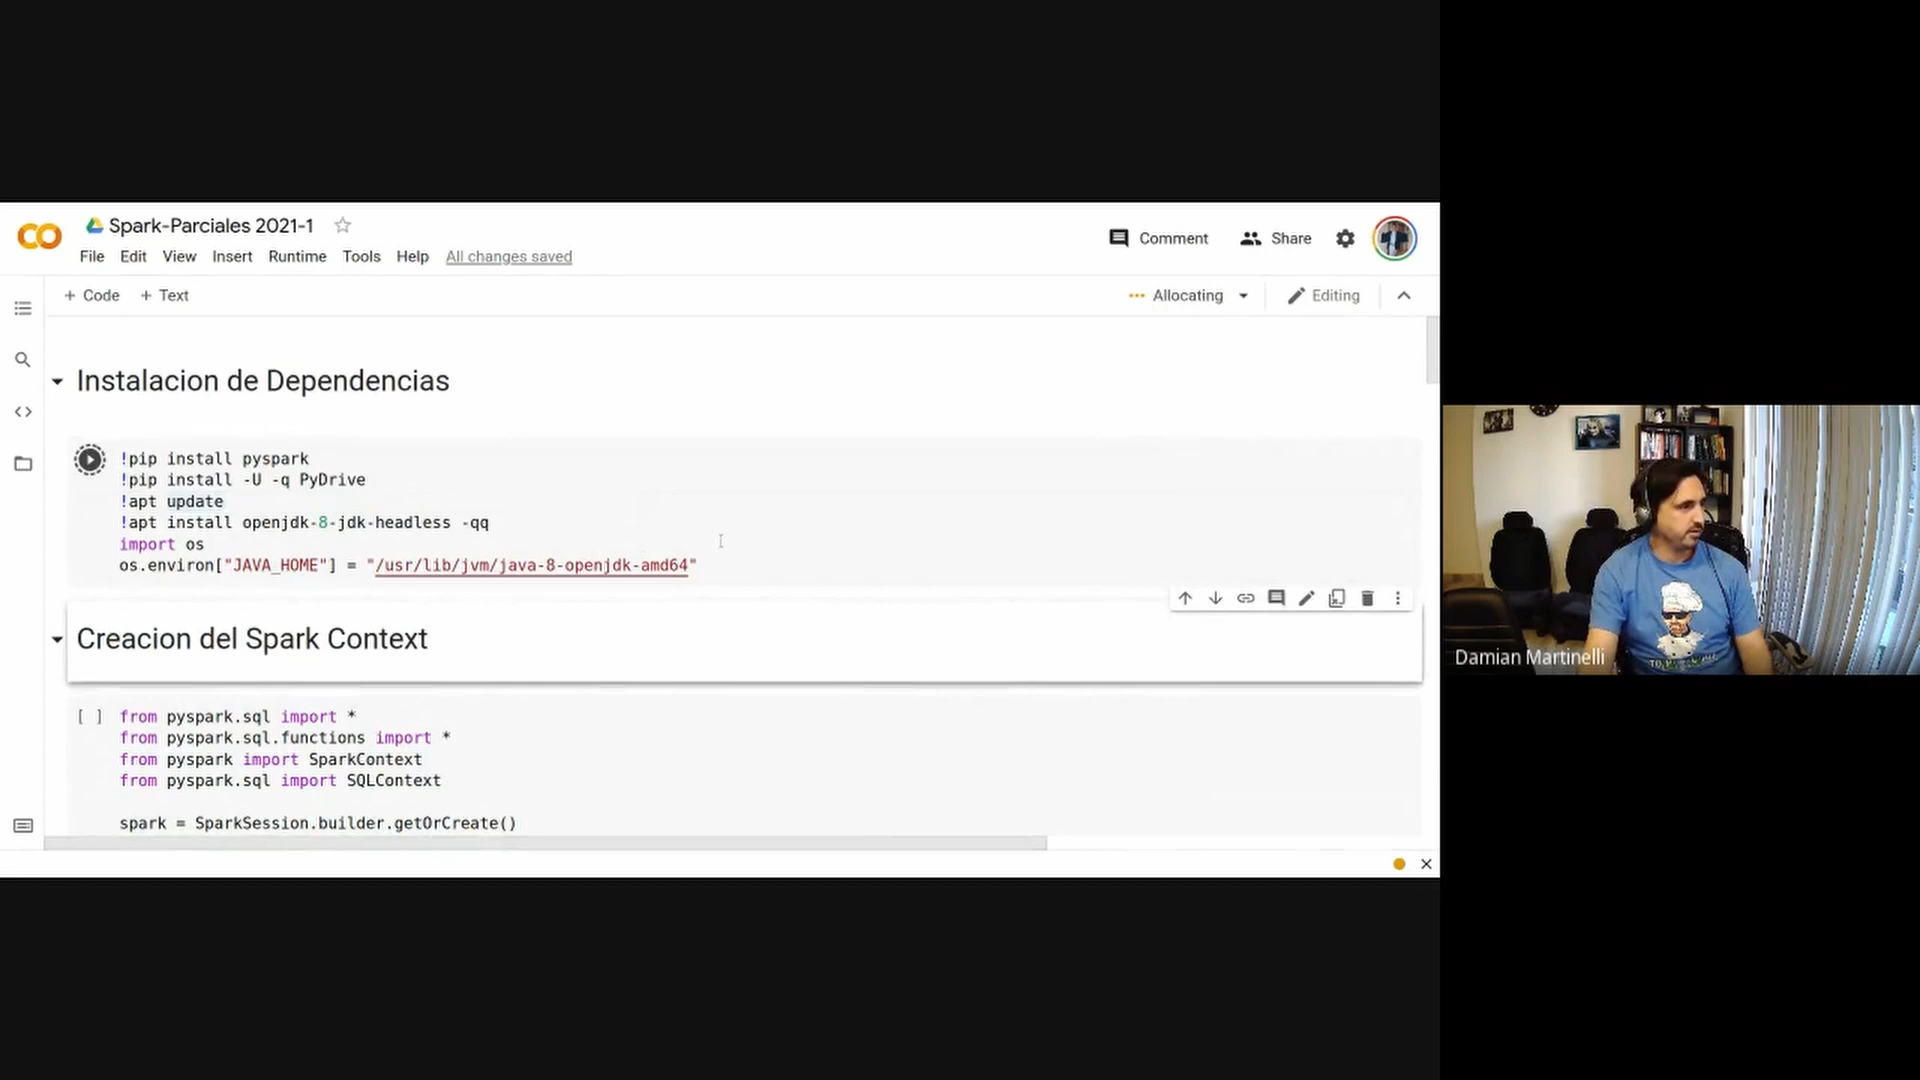 Spark-Parciales 2021-1
Comment
Share
File Edit View Insert Runtime Tools Help All changes saved
+ Code + Text
Allocating
Editing
Instalacion de Dependencias
!pip install pyspark
!pip install -U -q PyDrive
!apt update
!apt install openjdk-8-jdk-headless -qq
import os
os.environ["JAVA_HOME"] = "/usr/lib/jvm/java-8-openjdk-amd64"
Creacion del Spark Context
[ ] from pyspark.sql import *
from pyspark.sql.functions import *
from pyspark import SparkContext
from pyspark.sql import SQLContext
spark = SparkSession.builder.getOrCreate()
Damian Martinelli